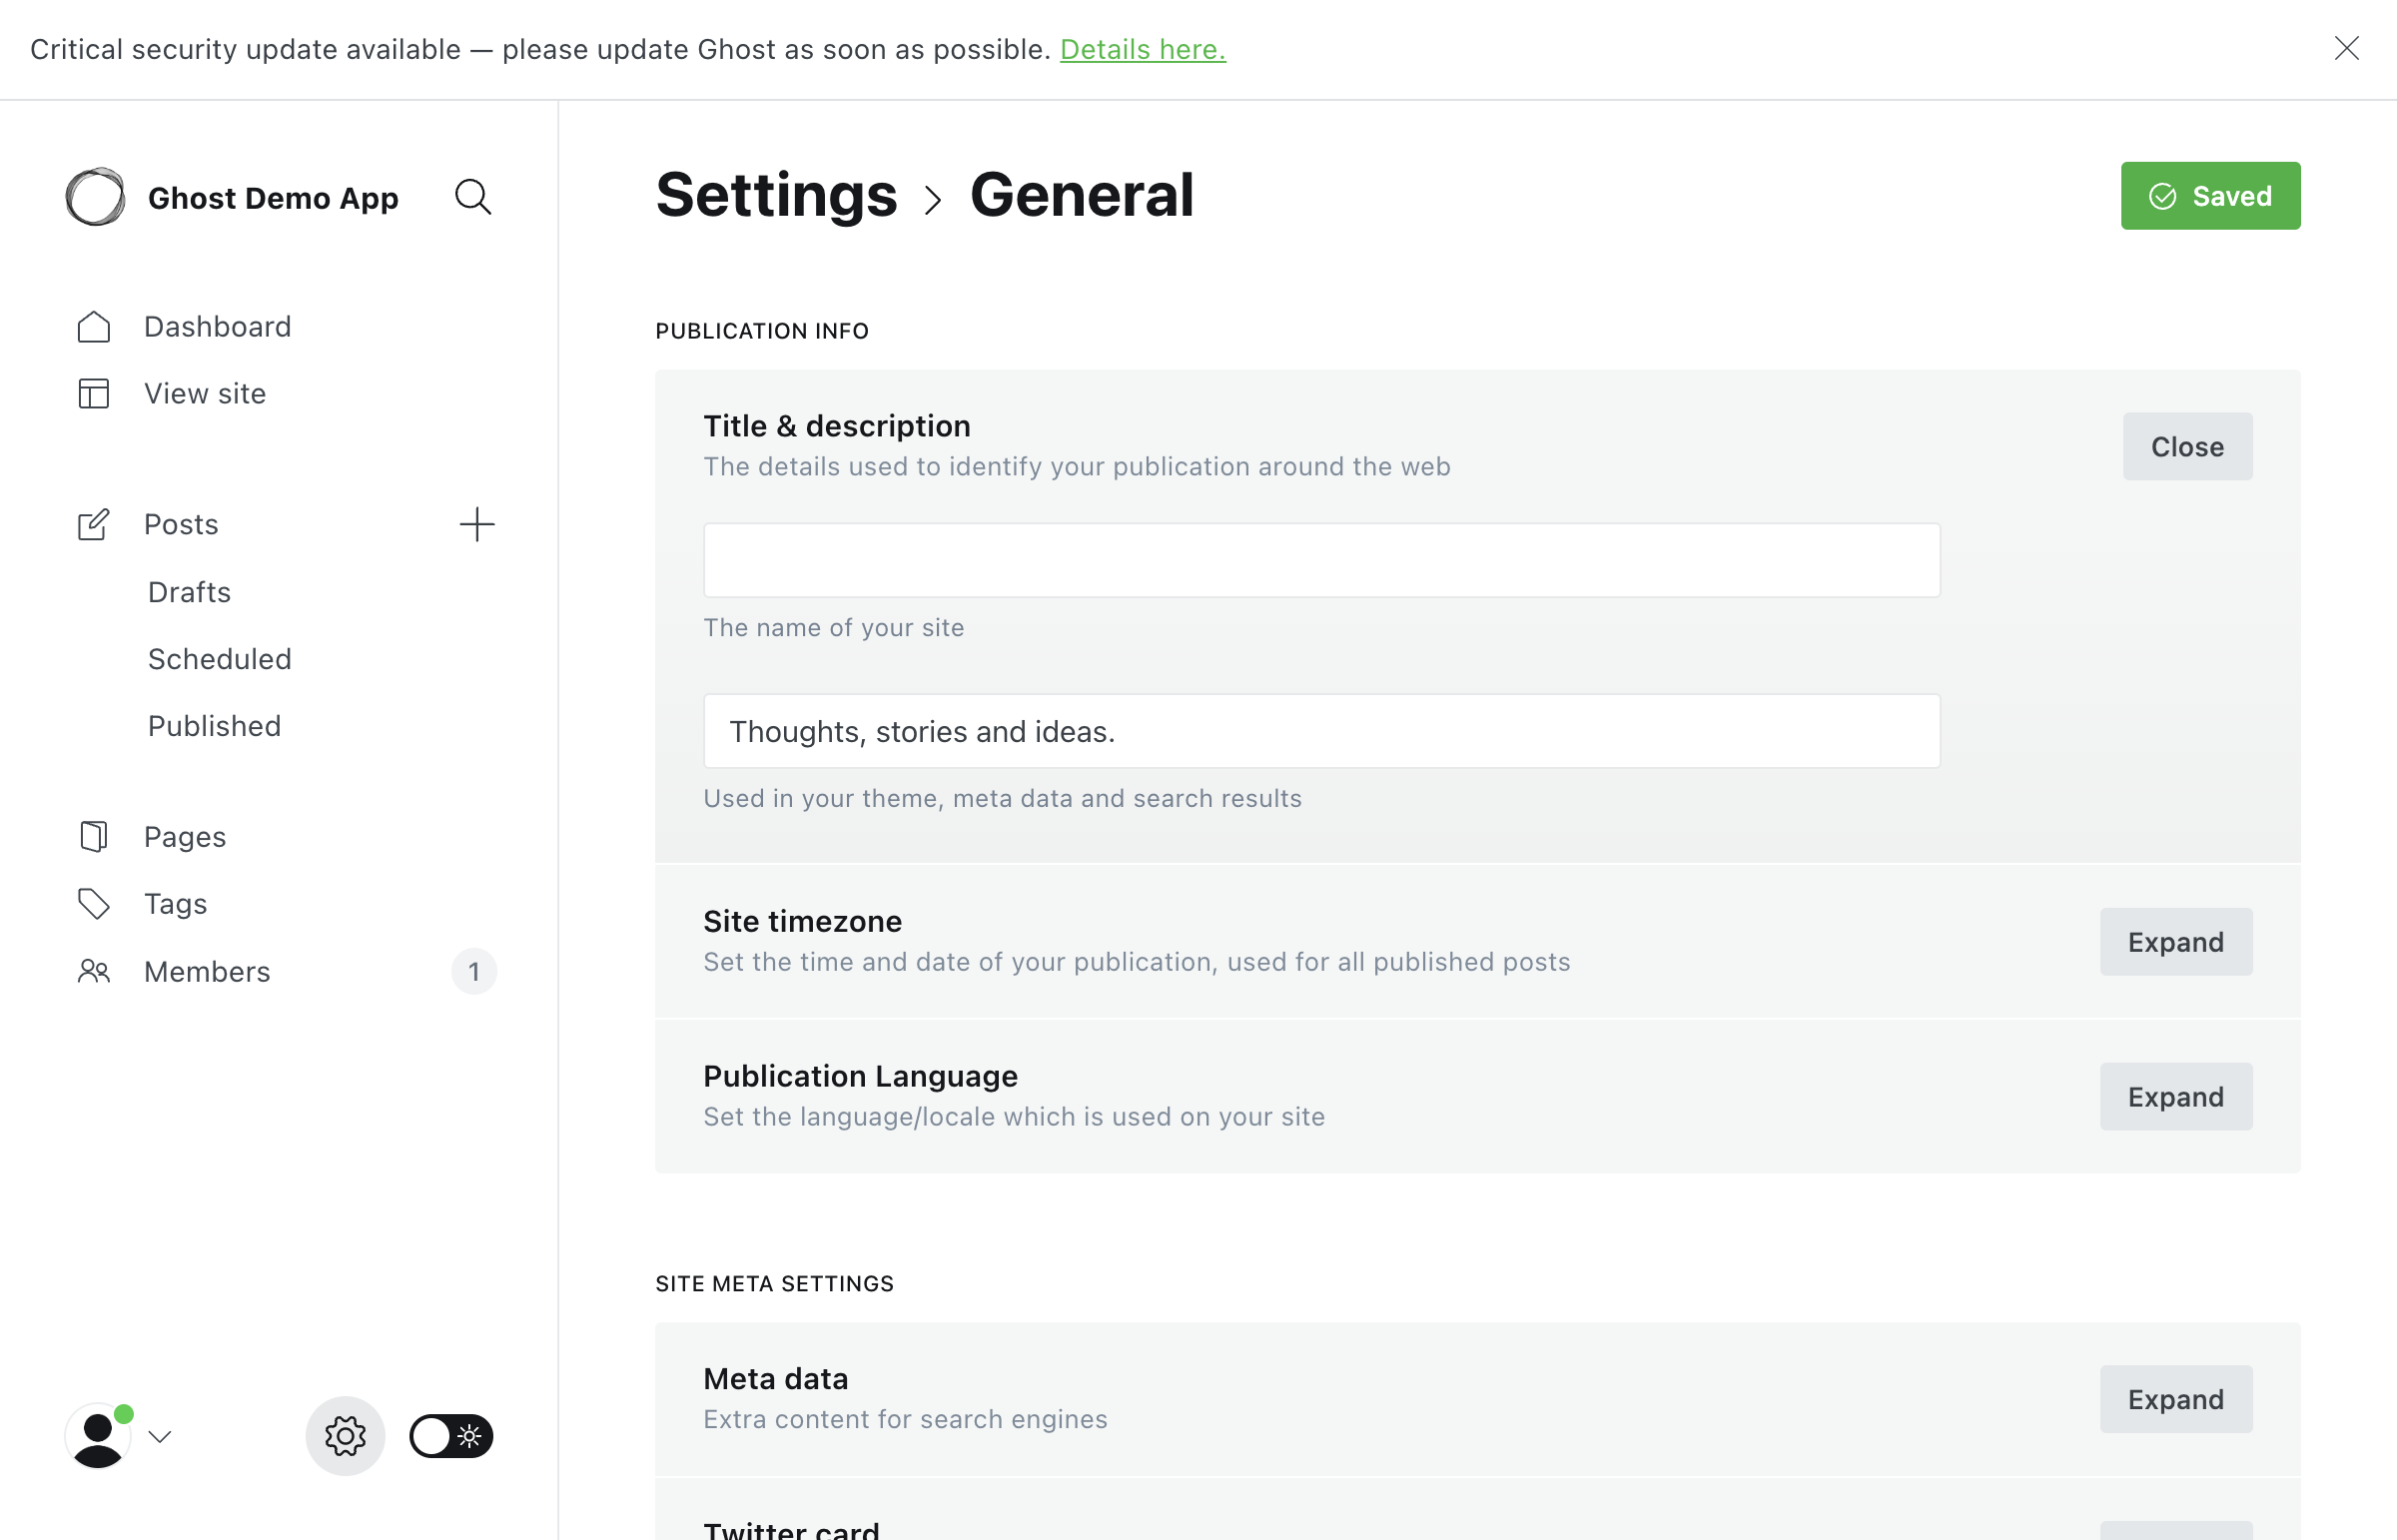 Critical security update available — please update Ghost as soon as possible. Details here.
Ghost Demo App
Dashboard
View site
Posts
Drafts
Scheduled
Published
Pages
Tags
Members
1
Settings > General
Saved
PUBLICATION INFO
Title & description
The details used to identify your publication around the web
Close
The name of your site
Thoughts, stories and ideas.
Used in your theme, meta data and search results
Site timezone
Set the time and date of your publication, used for all published posts
Expand
Publication Language
Set the language/locale which is used on your site
Expand
SITE META SETTINGS
Meta data
Extra content for search engines
Expand
Twitter card